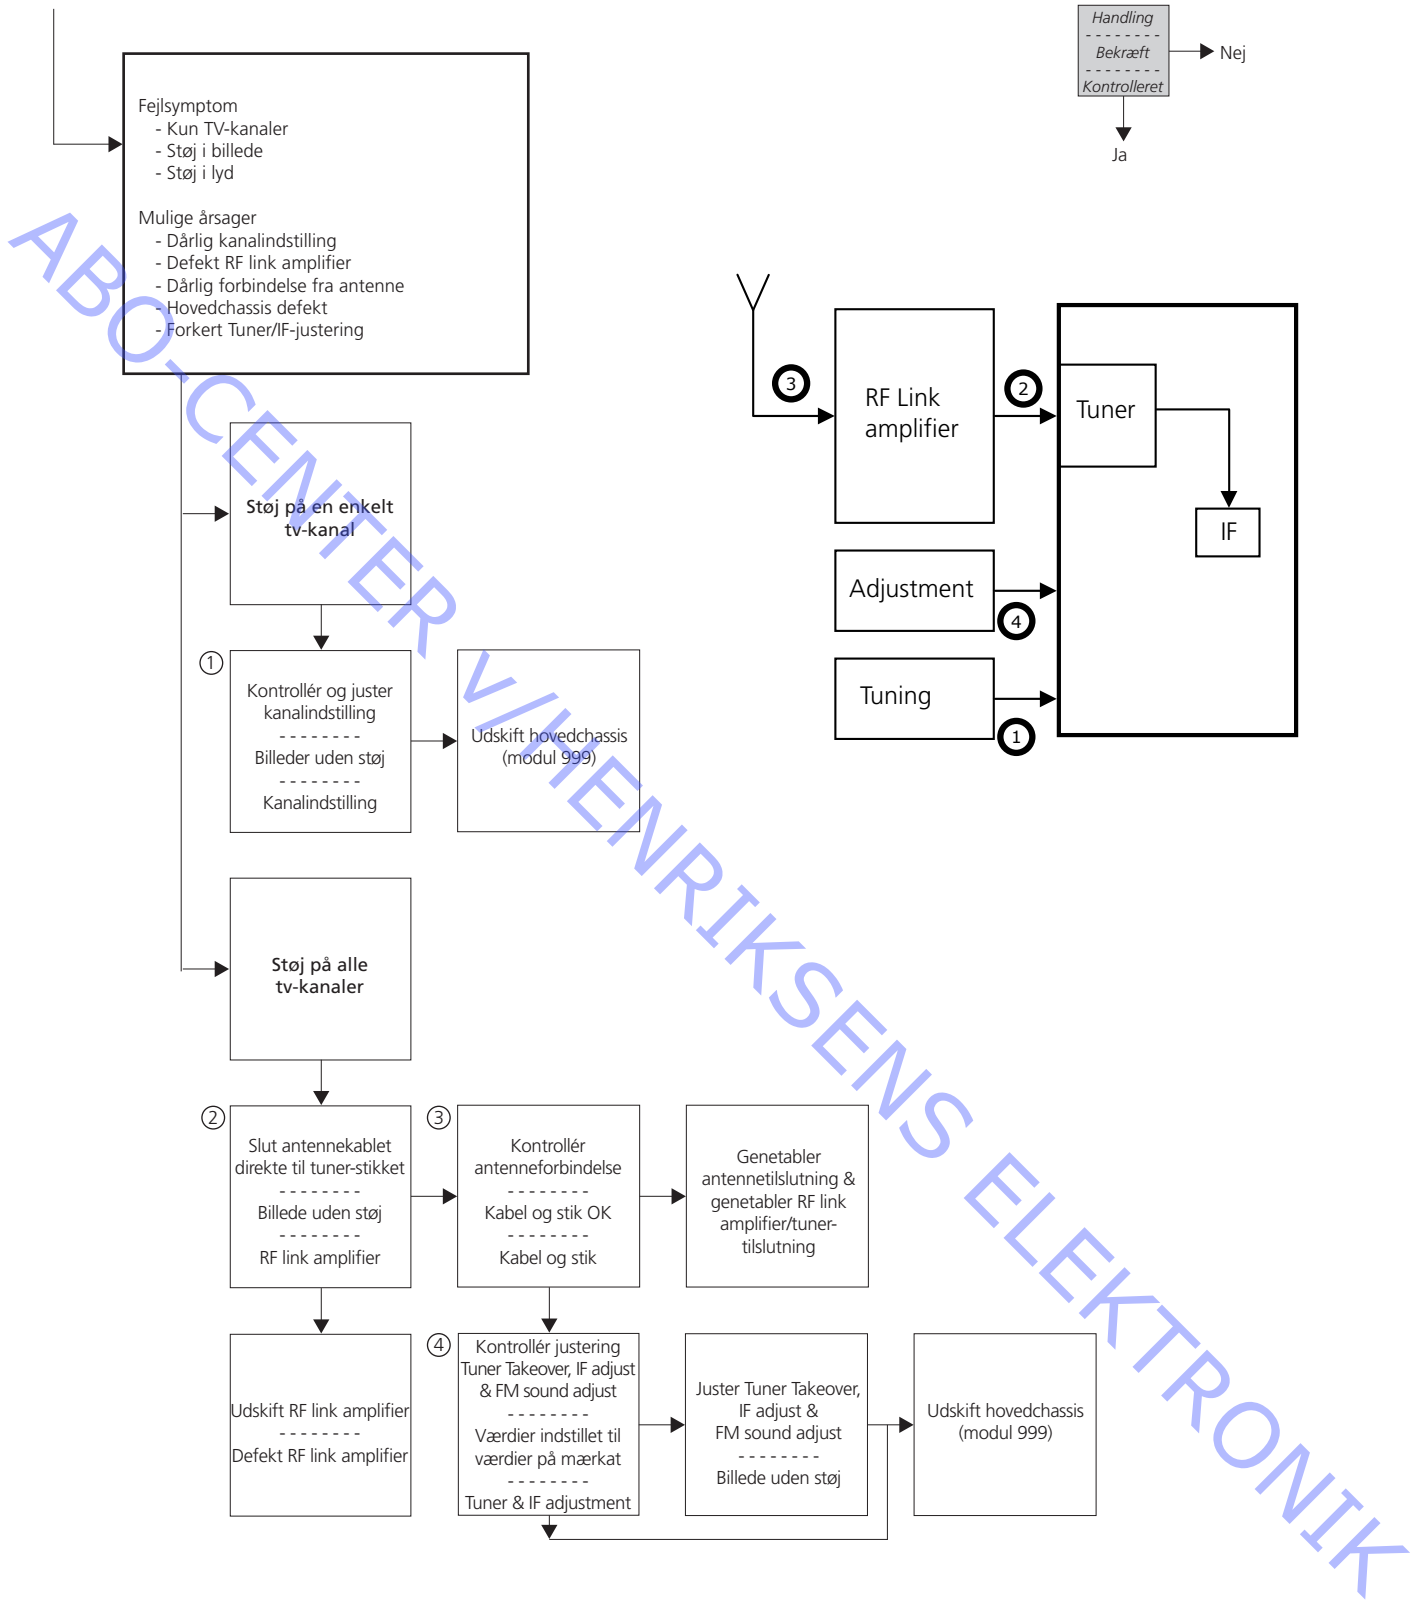 Handling
- - - - - - - -
Bekræft
- - - - - - - -
Kontrolleret
Nej
Ja
Fejlsymptom
- Kun TV-kanaler
- Støj i billede
- Støj i lyd
Mulige årsager
- Dårlig kanalindstilling
- Defekt RF link amplifier
- Dårlig forbindelse fra antenne
- Hovedchassis defekt
- Forkert Tuner/IF-justering
3
RF Link
amplifier
2
Tuner
IF
Adjustment
4
Tuning
1
Støj på en enkelt
tv-kanal
1
Kontrollér og juster
kanalindstilling
- - - - - - - -
Billeder uden støj
- - - - - - - -
Kanalindstilling
Udskift hovedchassis
(modul 999)
Støj på alle
tv-kanaler
2
Slut antennekablet
direkte til tuner-stikket
- - - - - - - -
Billede uden støj
- - - - - - - -
RF link amplifier
3
Kontrollér
antenneforbindelse
- - - - - - - -
Kabel og stik OK
- - - - - - - -
Kabel og stik
Genetabler
antennetilslutning &
genetabler RF link
amplifier/tuner-
tilslutning
Udskift RF link amplifier
- - - - - - - -
Defekt RF link amplifier
4
Kontrollér justering
Tuner Takeover, IF adjust
& FM sound adjust
- - - - - - - -
Værdier indstillet til
værdier på mærkat
- - - - - - - -
Tuner & IF adjustment
Juster Tuner Takeover,
IF adjust &
FM sound adjust
- - - - - - - -
Billede uden støj
Udskift hovedchassis
(modul 999)
ABO-CENTER v/HENRIKSENS ELEKTRONIK